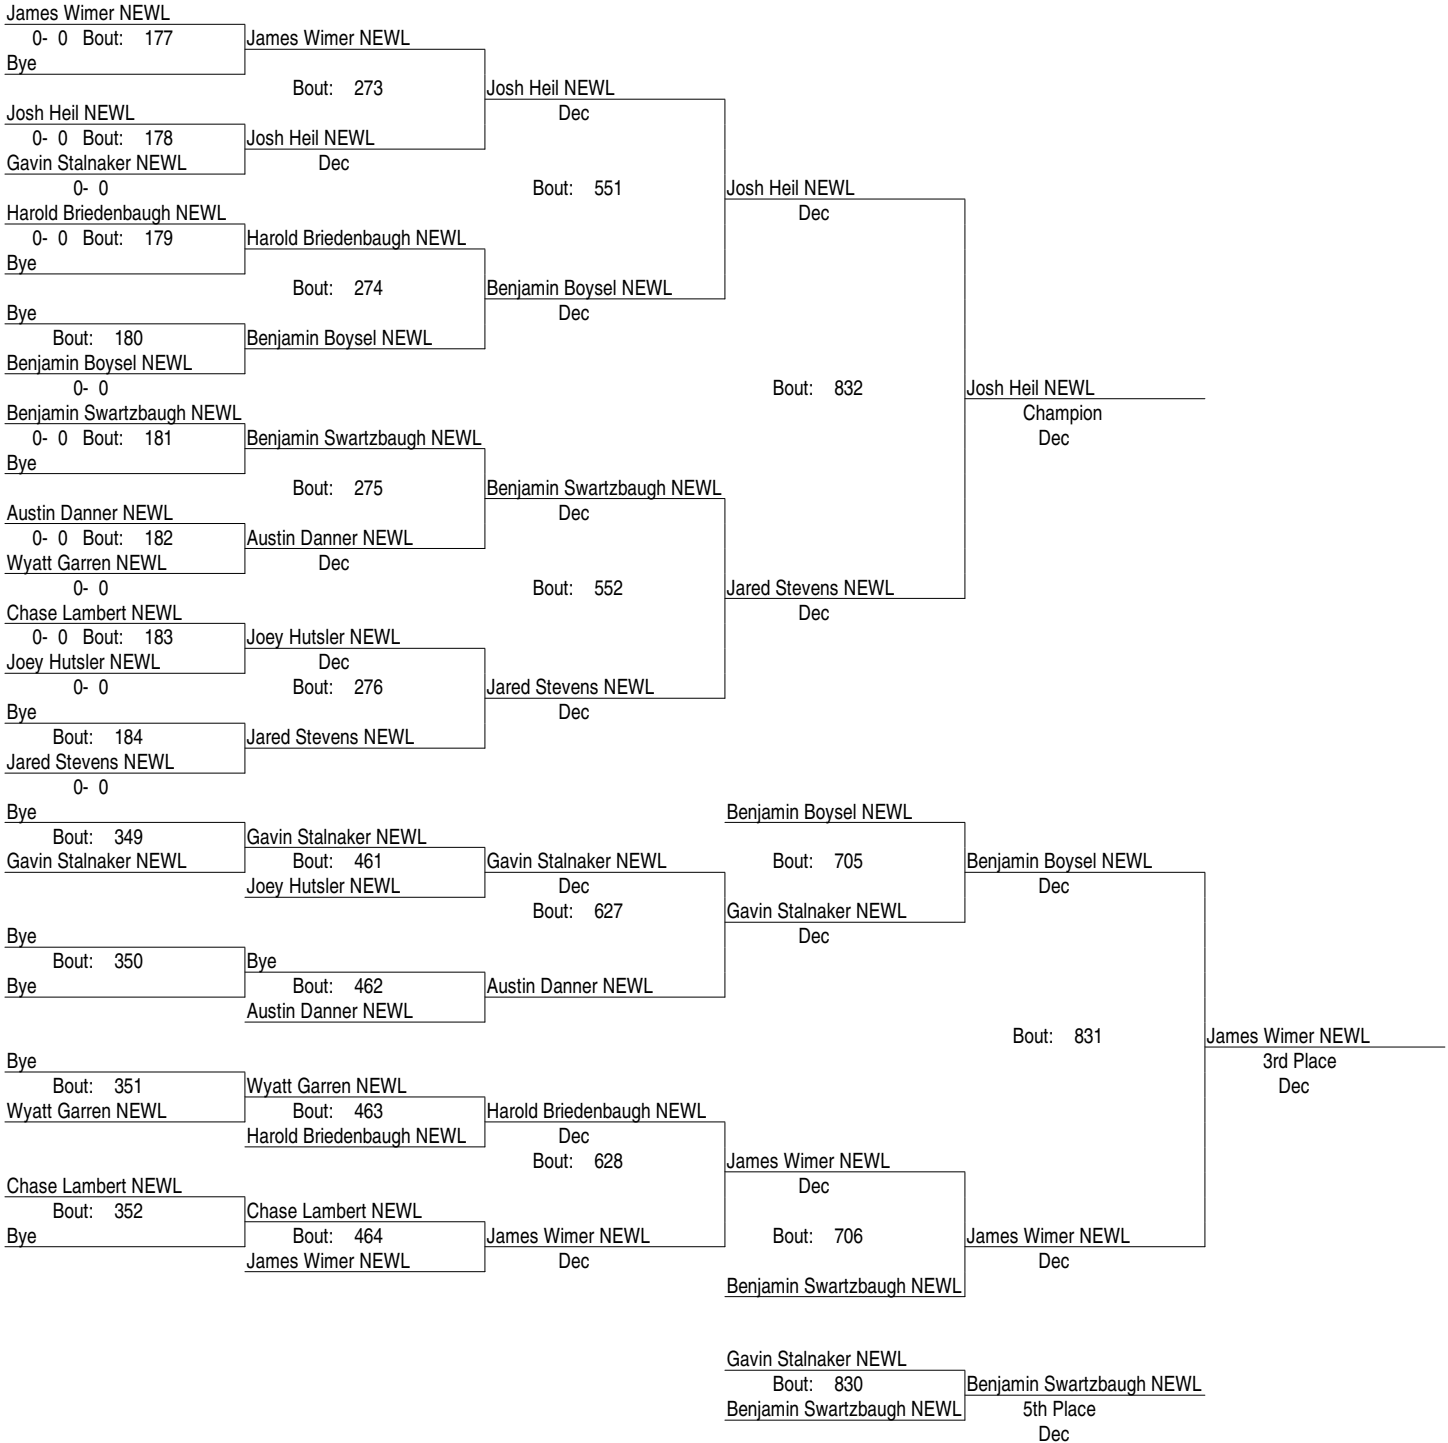 James Wimer NEWL
0- 0 Bout: 177 James Wimer NEWL
Bye
Bout: 273 Josh Heil NEWL
Josh Heil NEWL Dec
0- 0 Bout: 178 Josh Heil NEWL
Gavin Stalnaker NEWL Dec
0- 0 Bout: 551 Josh Heil NEWL
Harold Briedenbaugh NEWL Dec
0- 0 Bout: 179 Harold Briedenbaugh NEWL
Bye
Bout: 274 Benjamin Boysel NEWL
Bye Dec
Bout: 180 Benjamin Boysel NEWL
Benjamin Boysel NEWL
0- 0 Bout: 832 Josh Heil NEWL
Benjamin Swartzbaugh NEWL Champion
0- 0 Bout: 181 Benjamin Swartzbaugh NEWL Dec
Bye
Bout: 275 Benjamin Swartzbaugh NEWL
Austin Danner NEWL Dec
0- 0 Bout: 182 Austin Danner NEWL
Wyatt Garren NEWL Dec
0- 0 Bout: 552 Jared Stevens NEWL
Chase Lambert NEWL Dec
0- 0 Bout: 183 Joey Hutsler NEWL
Joey Hutsler NEWL Dec
0- 0 Bout: 276 Jared Stevens NEWL
Bye Dec
Bout: 184 Jared Stevens NEWL
Jared Stevens NEWL
0- 0
Bye Benjamin Boysel NEWL
Bout: 349 Gavin Stalnaker NEWL
Gavin Stalnaker NEWL Bout: 461 Gavin Stalnaker NEWL Bout: 705 Benjamin Boysel NEWL
Joey Hutsler NEWL Dec Dec
Bout: 627 Gavin Stalnaker NEWL
Bye Dec
Bout: 350 Bye
Bye Bout: 462 Austin Danner NEWL
Austin Danner NEWL
Bout: 831 James Wimer NEWL
Bye 3rd Place
Bout: 351 Wyatt Garren NEWL Dec
Wyatt Garren NEWL Bout: 463 Harold Briedenbaugh NEWL
Harold Briedenbaugh NEWL Dec
Bout: 628 James Wimer NEWL
Chase Lambert NEWL Dec
Bout: 352 Chase Lambert NEWL
Bye Bout: 464 James Wimer NEWL Bout: 706 James Wimer NEWL
James Wimer NEWL Dec Dec
Benjamin Swartzbaugh NEWL
Gavin Stalnaker NEWL
Bout: 830 Benjamin Swartzbaugh NEWL
Benjamin Swartzbaugh NEWL 5th Place
Dec